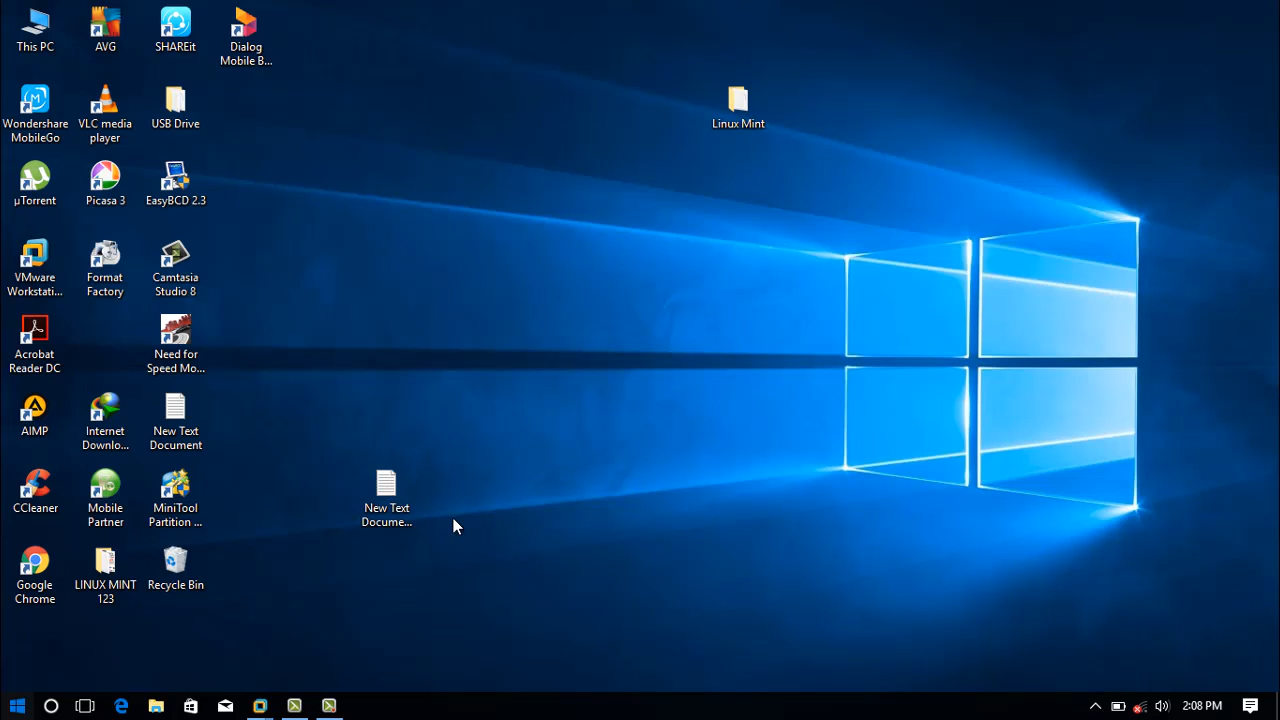 This PC
AVG
SHAREit
Dialog
Mobile B...
Wondershare
MobileGo
VLC media
player
USB Drive
Linux Mint
µTorrent
Picasa 3
EasyBCD 2.3
VMware
Workstati...
Format
Factory
Camtasia
Studio 8
Acrobat
Reader DC
Need for
Speed Mo...
AIMP
Internet
Downlo...
New Text
Document
CCleaner
Mobile
Partner
MiniTool
Partition ...
New Text
Docume...
Google
Chrome
LINUX MINT
123
Recycle Bin
2:08 PM